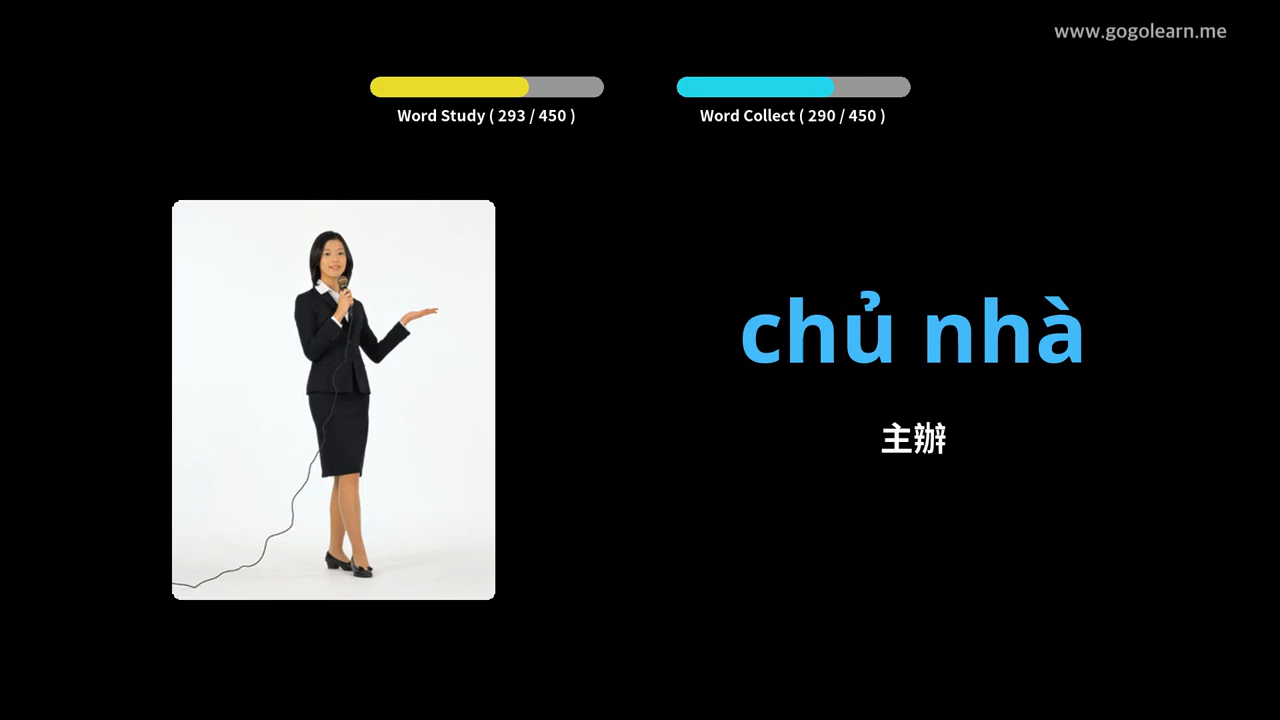 www.gogolearn.me
Word Study ( 293 / 450 )
Word Collect ( 290 / 450 )
chủ nhà
主辦